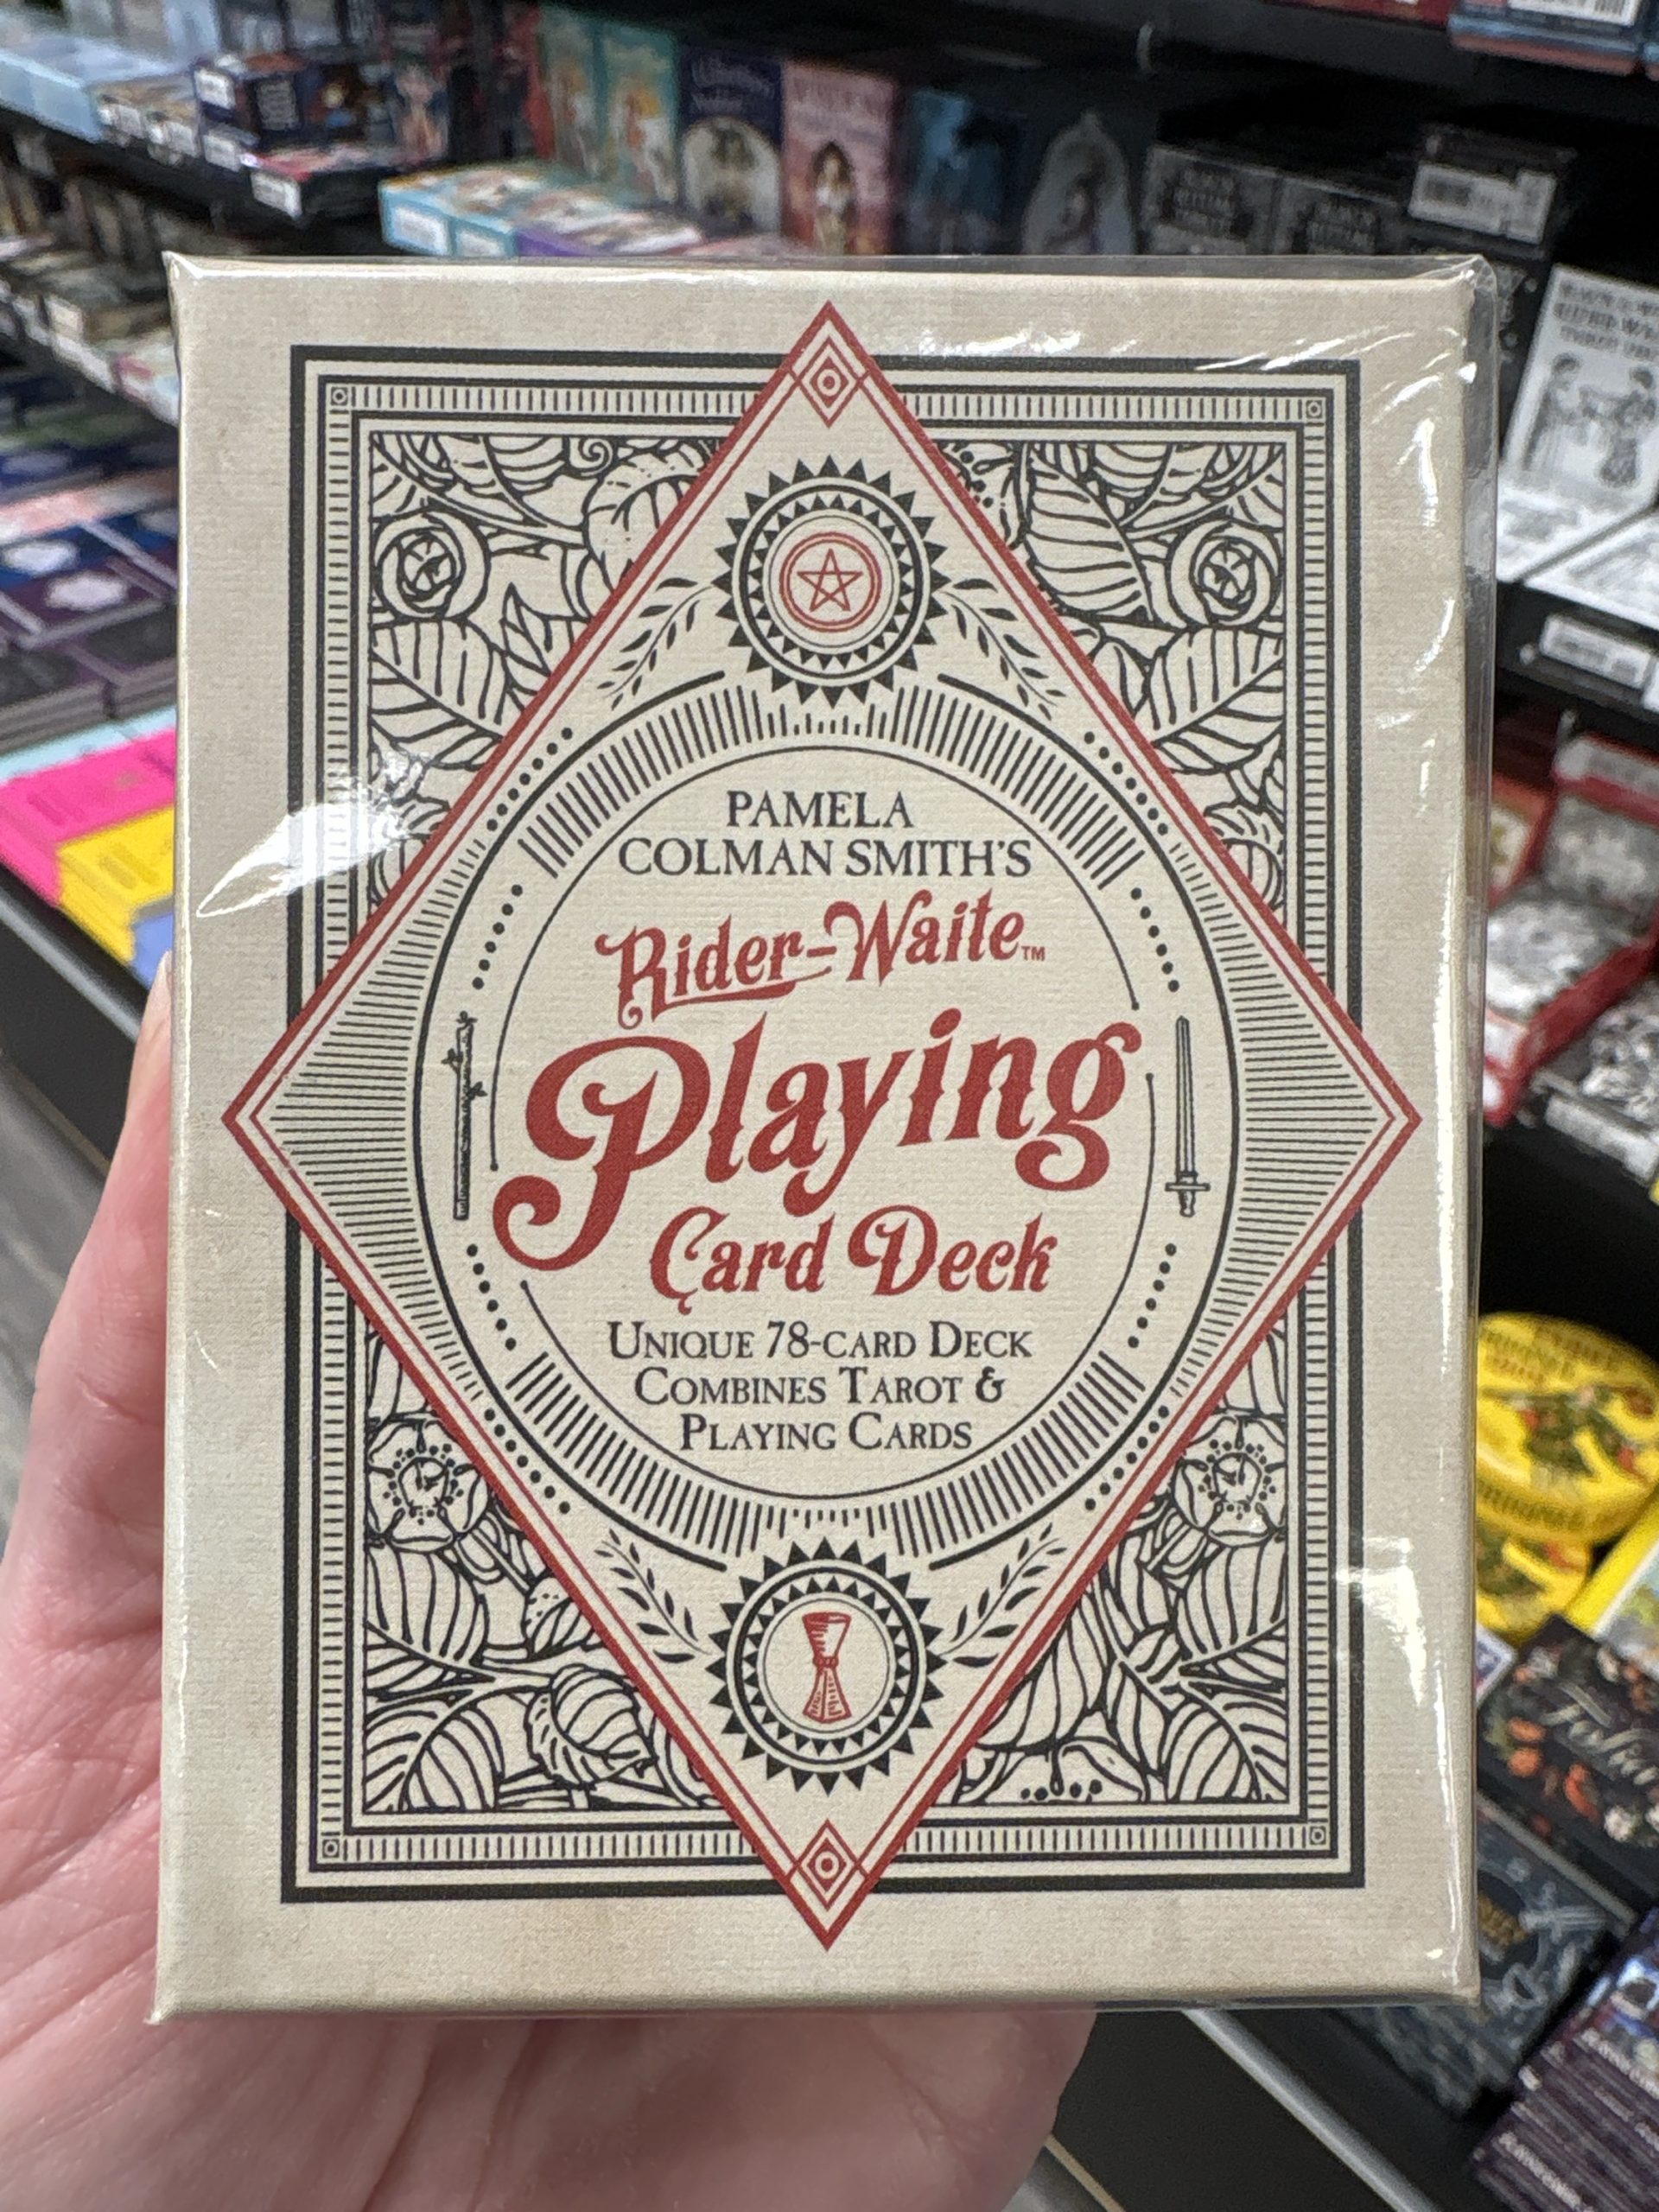 PAMELA
COLMAN SMITH'S
Rider-Waite™
Playing
Card Deck
UNIQUE 78-CARD DECK
COMBINES TAROT &
PLAYING CARDS